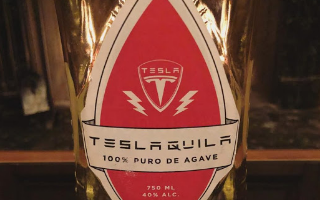 TESLA
TESLAQUILA
100% PURO DE AGAVE
750 ML
40% ALC.